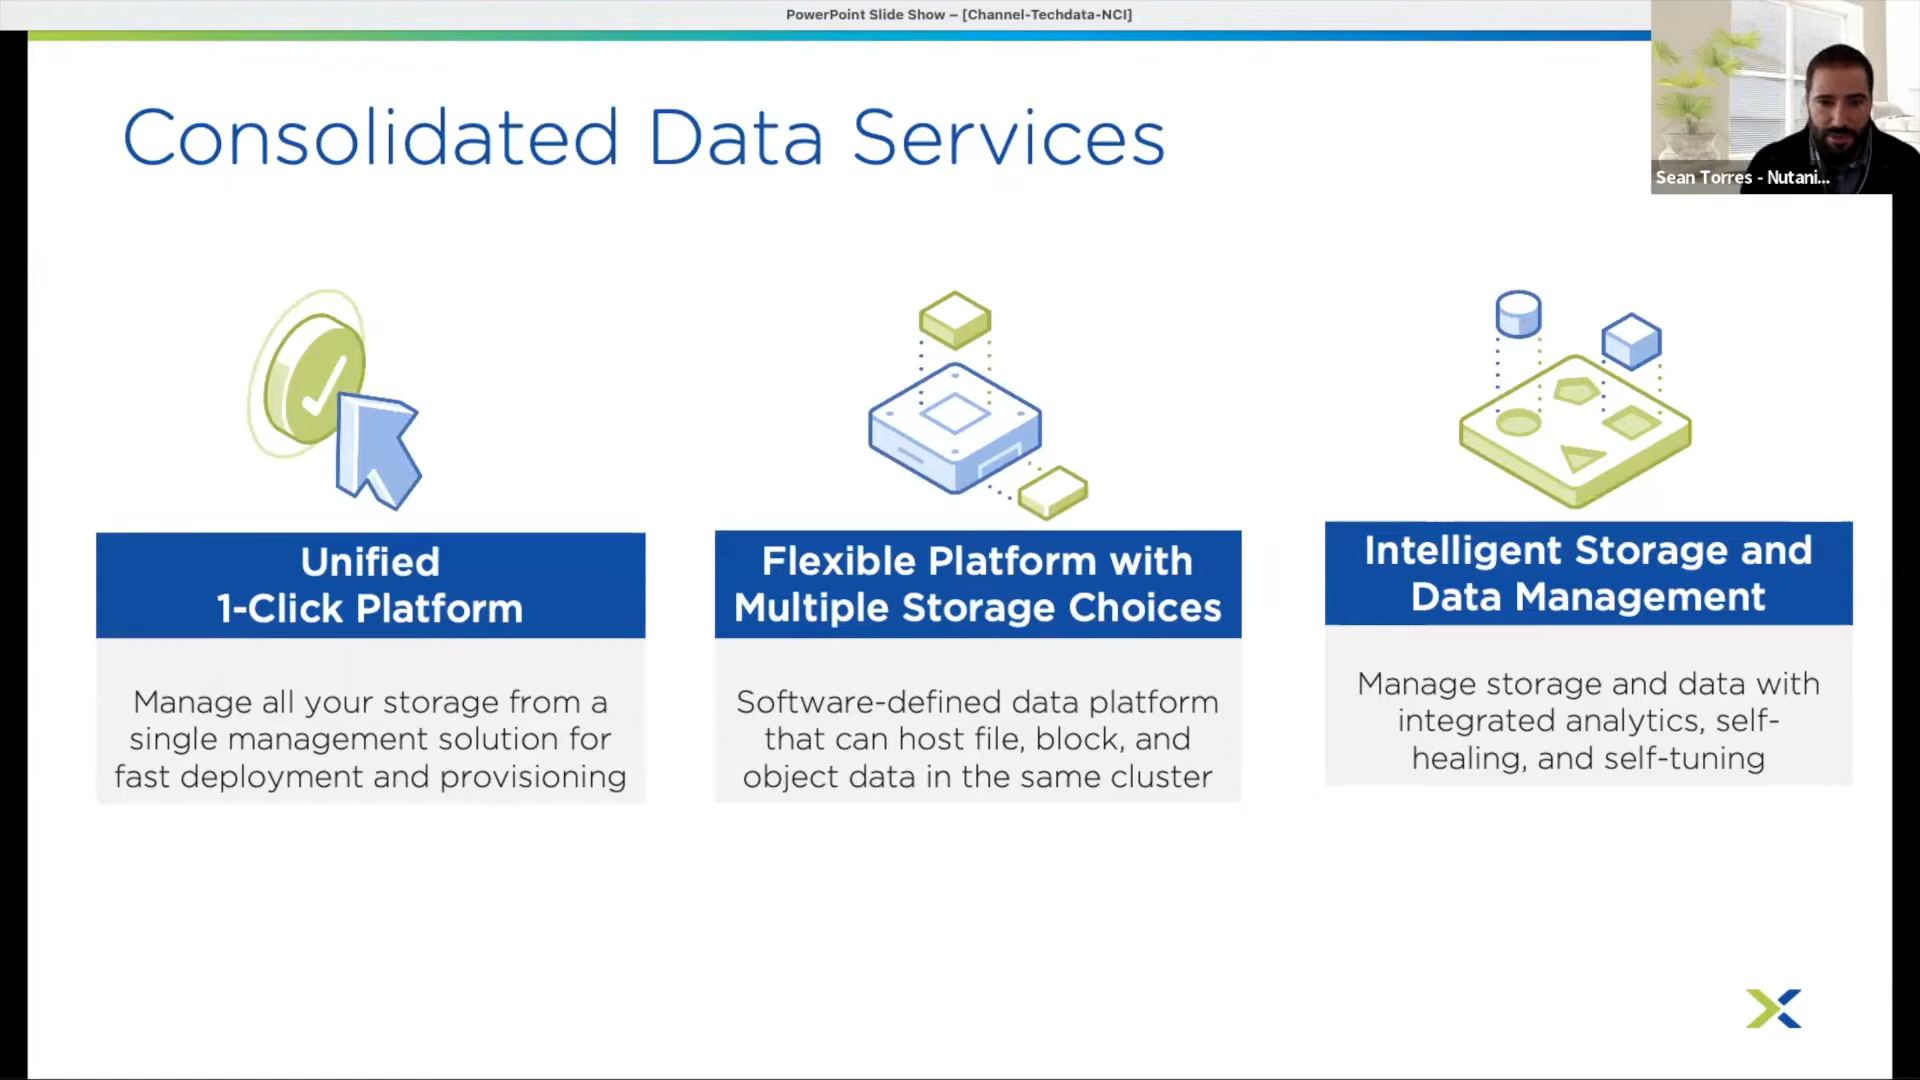 PowerPoint Slide Show – [Channel-Techdata-NCI]
Consolidated Data Services
Sean Torres - Nutani...
Unified
1-Click Platform
Manage all your storage from a
single management solution for
fast deployment and provisioning
Flexible Platform with
Multiple Storage Choices
Software-defined data platform
that can host file, block, and
object data in the same cluster
Intelligent Storage and
Data Management
Manage storage and data with
integrated analytics, self-
healing, and self-tuning